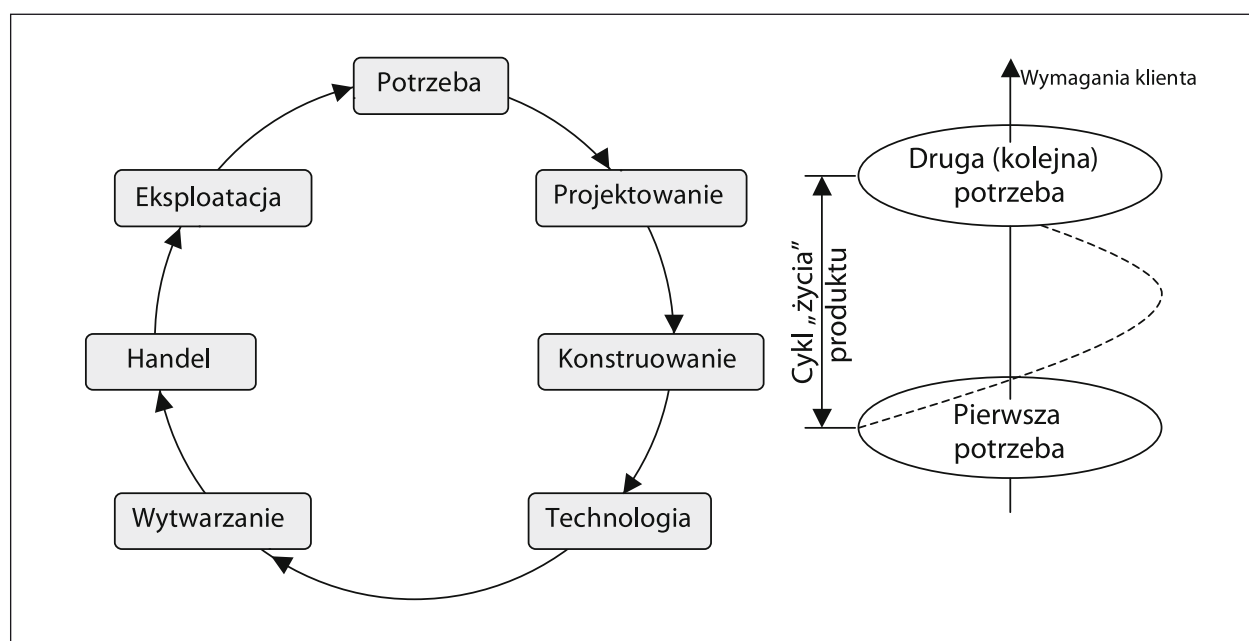 Potrzeba
Projektowanie
Konstruowanie
Technologia
Wytwarzanie
Handel
Eksploatacja
Wymagania klienta
Druga (kolejna)
potrzeba
Cykl „życia”
produktu
Pierwsza
potrzeba